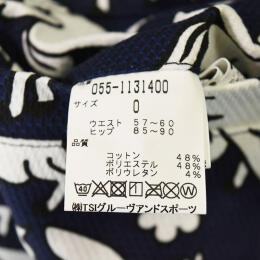 055-1131400
サイズ
0
ウエスト 57~60
ヒップ 85~90
品質
コットン 48%
ポリエステル 48%
ポリウレタン 4%
40
㈱TSIグルーヴアンドスポーツ